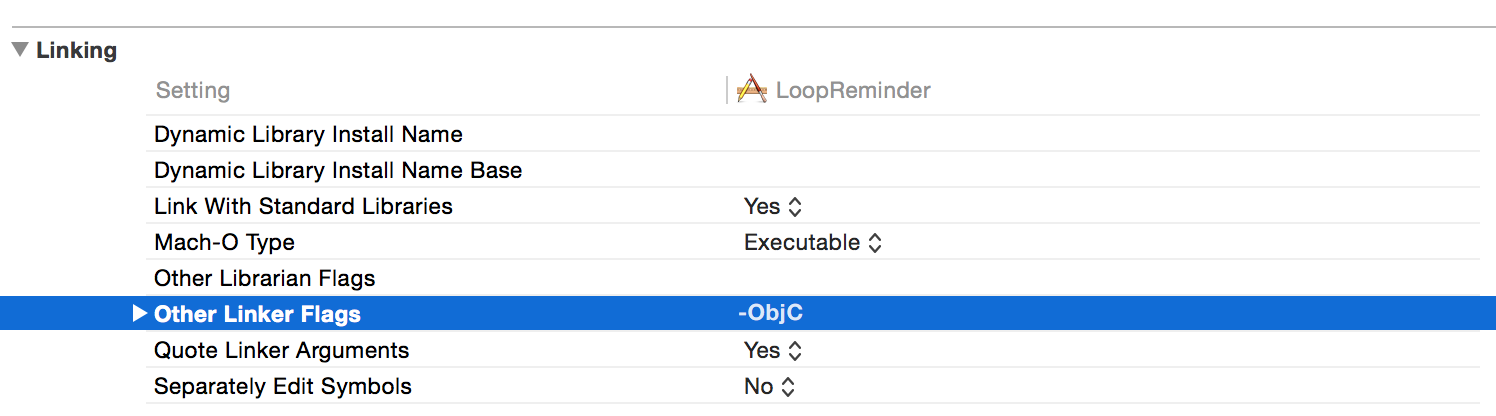 Linking
Setting LoopReminder
Dynamic Library Install Name
Dynamic Library Install Name Base
Link With Standard Libraries Yes
Mach-O Type Executable
Other Librarian Flags
Other Linker Flags -ObjC
Quote Linker Arguments Yes
Separately Edit Symbols No